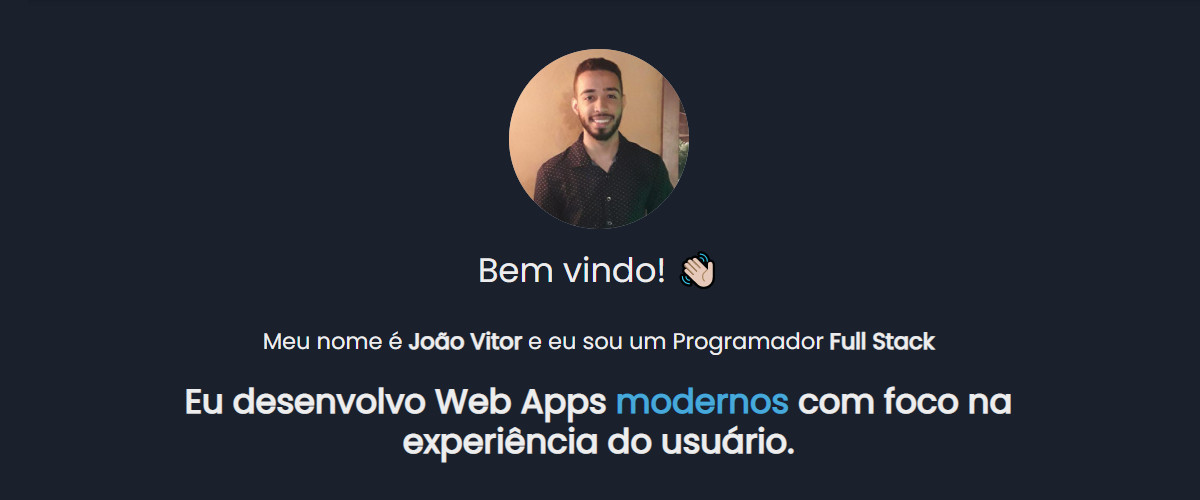 Bem vindo! 👋🏻
Meu nome é João Vitor e eu sou um Programador Full Stack
Eu desenvolvo Web Apps modernos com foco na
experiência do usuário.